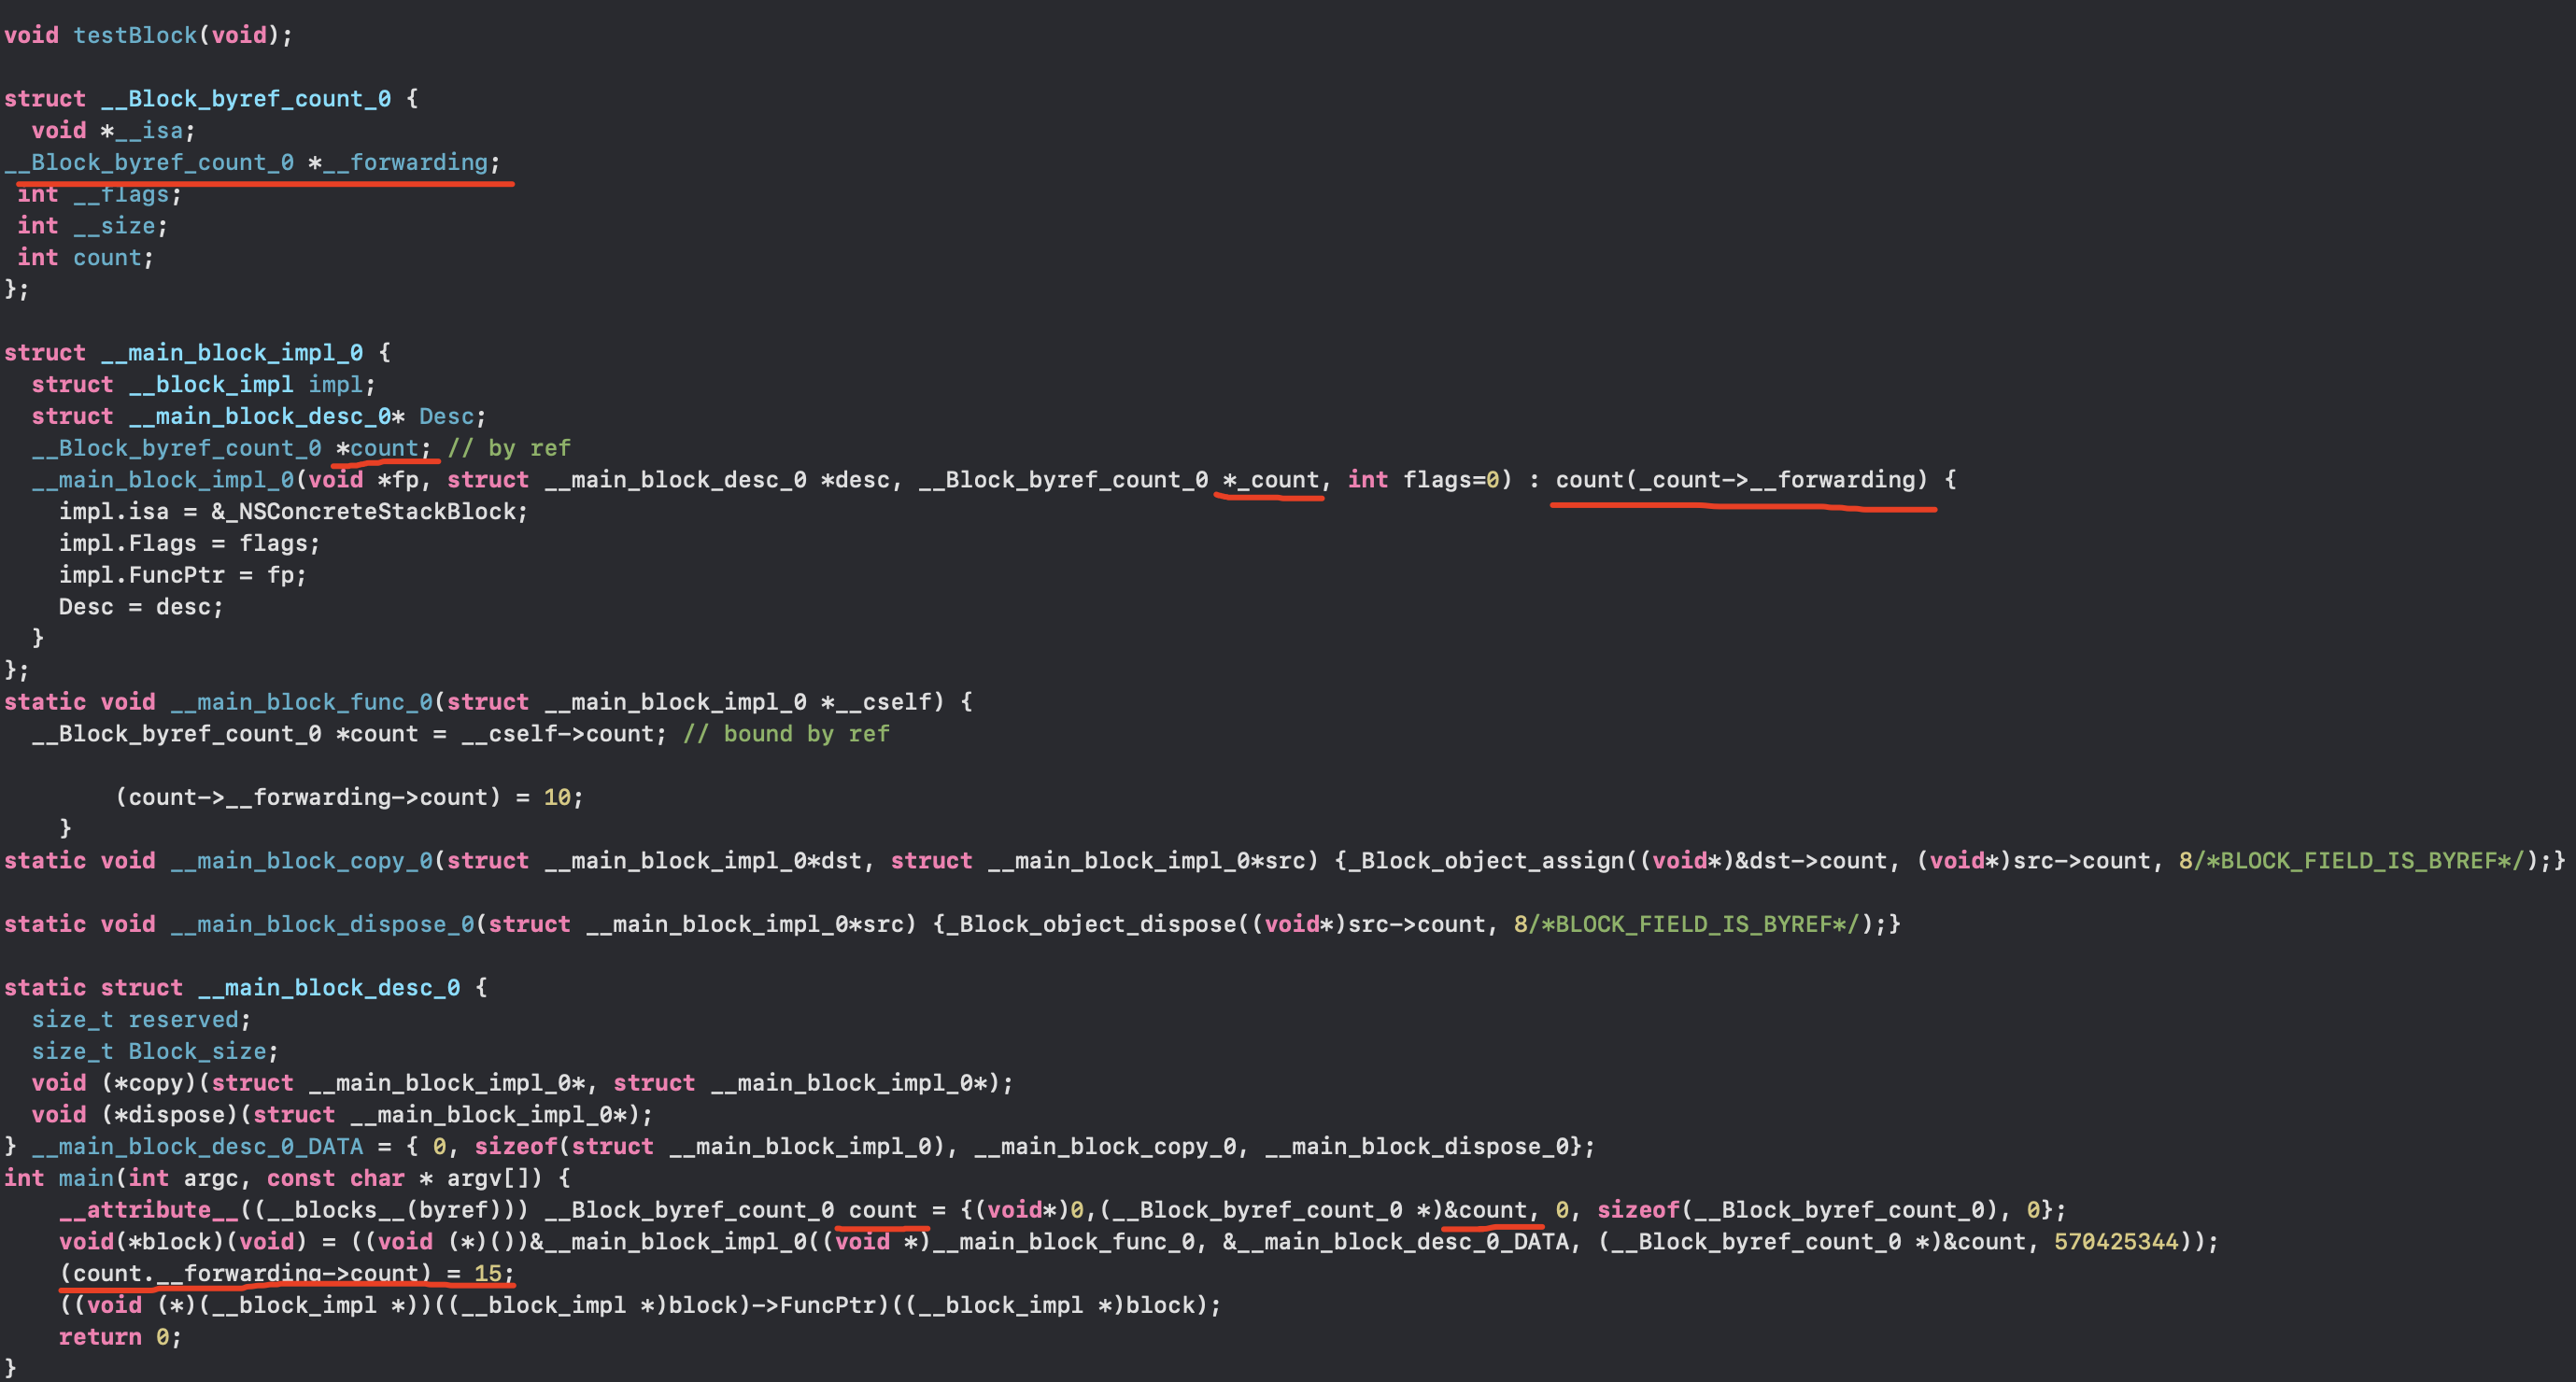 void testBlock(void);
struct __Block_byref_count_0 {
  void *__isa;
__Block_byref_count_0 *__forwarding;
 int __flags;
 int __size;
 int count;
};
struct __main_block_impl_0 {
  struct __block_impl impl;
  struct __main_block_desc_0* Desc;
  __Block_byref_count_0 *count; // by ref
  __main_block_impl_0(void *fp, struct __main_block_desc_0 *desc, __Block_byref_count_0 *_count, int flags=0) : count(_count->__forwarding) {
    impl.isa = &_NSConcreteStackBlock;
    impl.Flags = flags;
    impl.FuncPtr = fp;
    Desc = desc;
  }
};
static void __main_block_func_0(struct __main_block_impl_0 *__cself) {
  __Block_byref_count_0 *count = __cself->count; // bound by ref
        (count->__forwarding->count) = 10;
    }
static void __main_block_copy_0(struct __main_block_impl_0*dst, struct __main_block_impl_0*src) {_Block_object_assign((void*)&dst->count, (void*)src->count, 8/*BLOCK_FIELD_IS_BYREF*/);}
static void __main_block_dispose_0(struct __main_block_impl_0*src) {_Block_object_dispose((void*)src->count, 8/*BLOCK_FIELD_IS_BYREF*/);}
static struct __main_block_desc_0 {
  size_t reserved;
  size_t Block_size;
  void (*copy)(struct __main_block_impl_0*, struct __main_block_impl_0*);
  void (*dispose)(struct __main_block_impl_0*);
} __main_block_desc_0_DATA = { 0, sizeof(struct __main_block_impl_0), __main_block_copy_0, __main_block_dispose_0};
int main(int argc, const char * argv[]) {
    __attribute__((__blocks__(byref))) __Block_byref_count_0 count = {(void*)0,(__Block_byref_count_0 *)&count, 0, sizeof(__Block_byref_count_0), 0};
    void(*block)(void) = ((void (*)())&__main_block_impl_0((void *)__main_block_func_0, &__main_block_desc_0_DATA, (__Block_byref_count_0 *)&count, 570425344));
    (count.__forwarding->count) = 15;
    ((void (*)(__block_impl *))((__block_impl *)block)->FuncPtr)((__block_impl *)block);
    return 0;
}